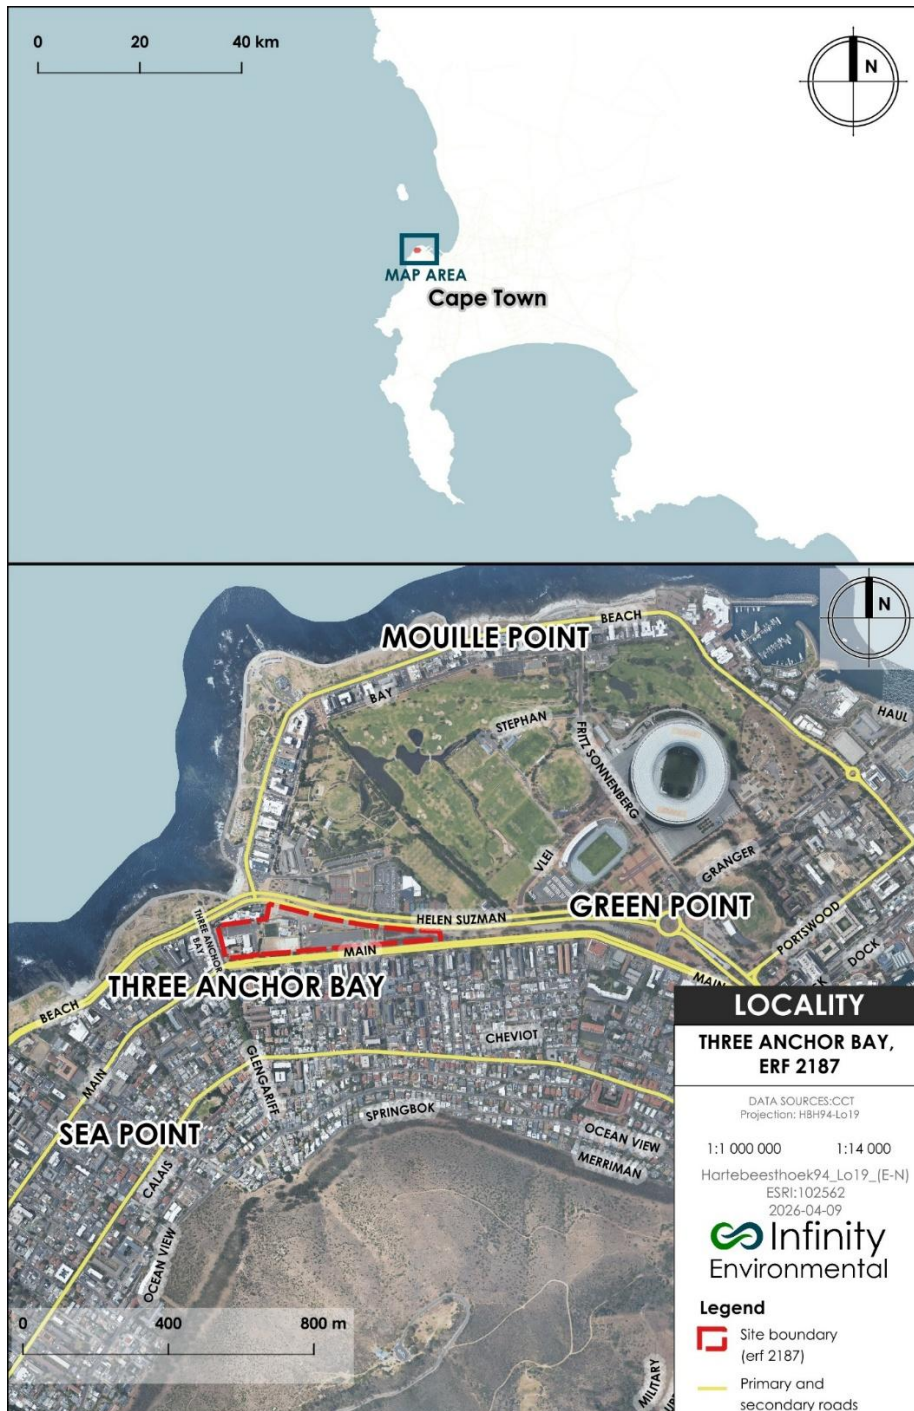 0 20 40 km
N
MAP AREA
Cape Town
N
MOUILLE POINT
BEACH
BAY
STEPHAN
FRITZ SONNENBERG
HAUL
VLEI
GRANGER
HELEN SUZMAN
GREEN POINT
PORTSWOOD
DOCK
THREE ANCHOR
BAY
MAIN
THREE ANCHOR BAY
MAIN
BEACH
CHEVIOT
MAIN
GLENGARIFF
SPRINGBOK
SEA POINT
CALAIS
OCEAN VIEW
MERRIMAN
OCEAN VIEW
0 400 800 m
MILITARY
LOCALITY
THREE ANCHOR BAY,
ERF 2187
DATA SOURCES:CCT
Projection: HBH94-Lo19
1:1 000 000 1:14 000
Hartebeesthoek94_Lo19_(E-N)
ESRI:102562
2026-04-09
Infinity
Environmental
Legend
Site boundary
(erf 2187)
Primary and
secondary roads